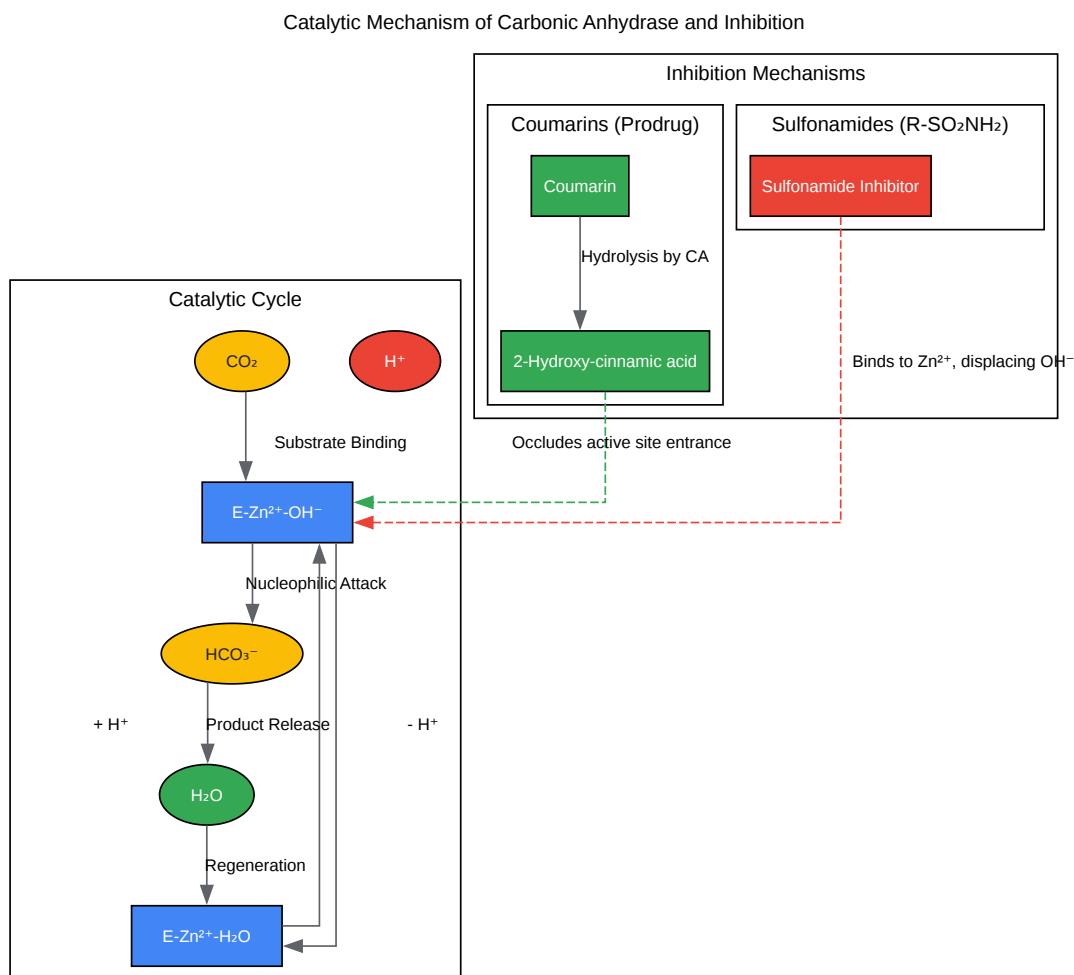 Catalytic Mechanism of Carbonic Anhydrase and Inhibition
Inhibition Mechanisms
Coumarins (Prodrug)
Sulfonamides (R-SO₂NH₂)
Coumarin
Sulfonamide Inhibitor
Hydrolysis by CA
2-Hydroxy-cinnamic acid
Binds to Zn²⁺, displacing OH⁻
Occludes active site entrance
Catalytic Cycle
CO₂
H⁺
Substrate Binding
E-Zn²⁺-OH⁻
Nucleophilic Attack
HCO₃⁻
+ H⁺
Product Release
- H⁺
H₂O
Regeneration
E-Zn²⁺-H₂O